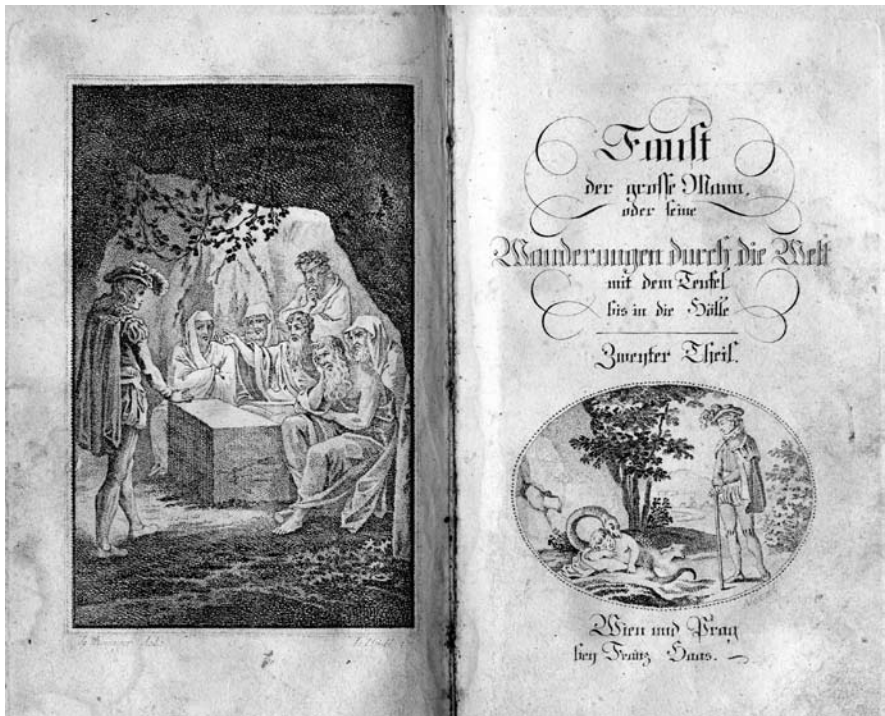 Faust
der grosse Mann,
oder seine
Wanderungen durch die Welt
mit dem Teufel
bis in die Hölle
Zweyter Theil.
Wien und Prag
bey Franz Haas.